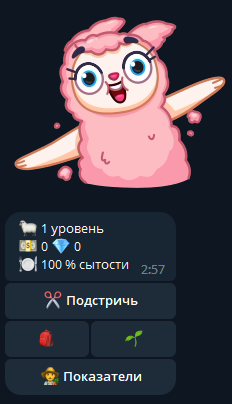 🐑 1 уровень
💵 0 💎 0
🍽 100 % сытости 2:57
✂️ Подстричь
🎒 🌱
👩‍🌾 Показатели